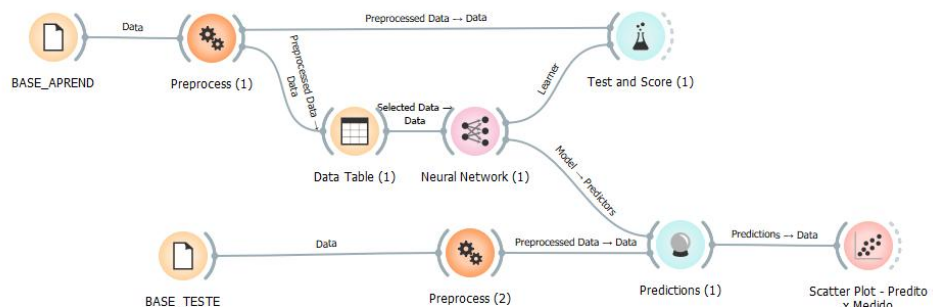 Preprocessed Data → Data
Data
BASE_APREND
Preprocess (1)
Test and Score (1)
Preprocessed Data →
Data
Learner
Selected Data →
Data
Data Table (1)
Neural Network (1)
Model → Predictors
Data
Preprocessed Data → Data
Predictions → Data
BASE_TESTE
Preprocess (2)
Predictions (1)
Scatter Plot - Predito
x Medido